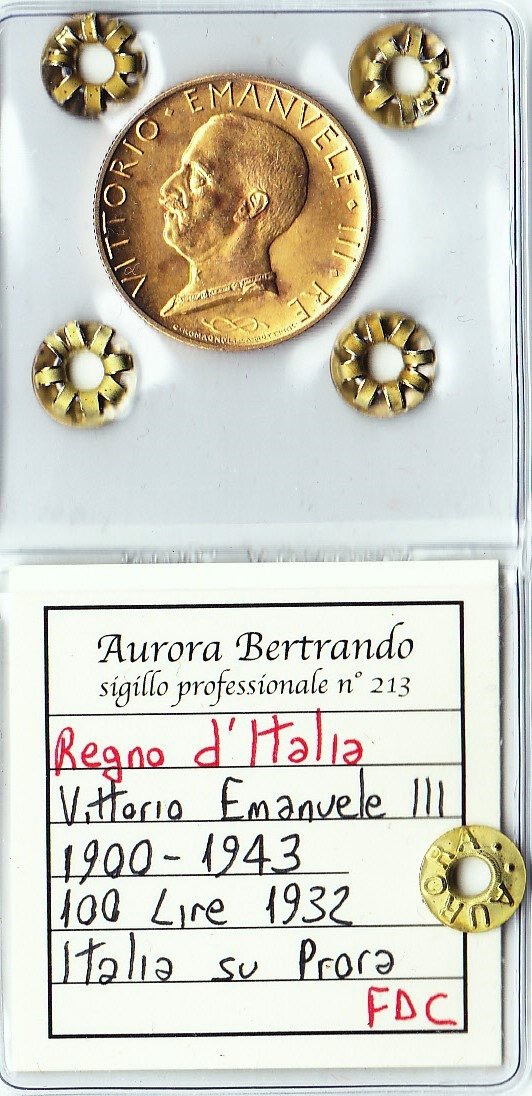 VITTORIO · EMANVELE · III · RE
Aurora Bertrando
sigillo professionale n° 213
Regno d'Italia
Vittorio Emanuele III
1900 - 1943
100 Lire 1932
Italia su Prora
FDC
AURORA